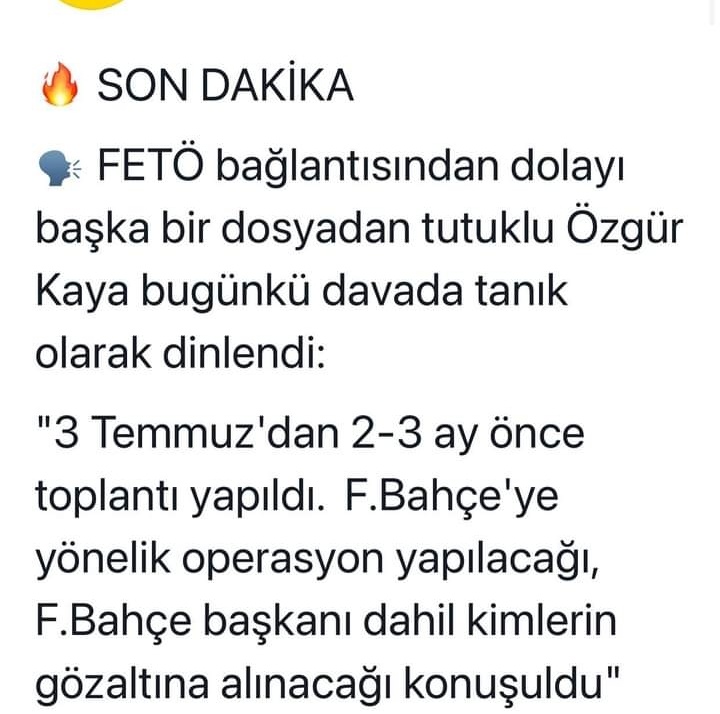 🔥 SON DAKİKA
🗣️ FETÖ bağlantısından dolayı
başka bir dosyadan tutuklu Özgür
Kaya bugünkü davada tanık
olarak dinlendi:
"3 Temmuz'dan 2-3 ay önce
toplantı yapıldı.  F.Bahçe'ye
yönelik operasyon yapılacağı,
F.Bahçe başkanı dahil kimlerin
gözaltına alınacağı konuşuldu"